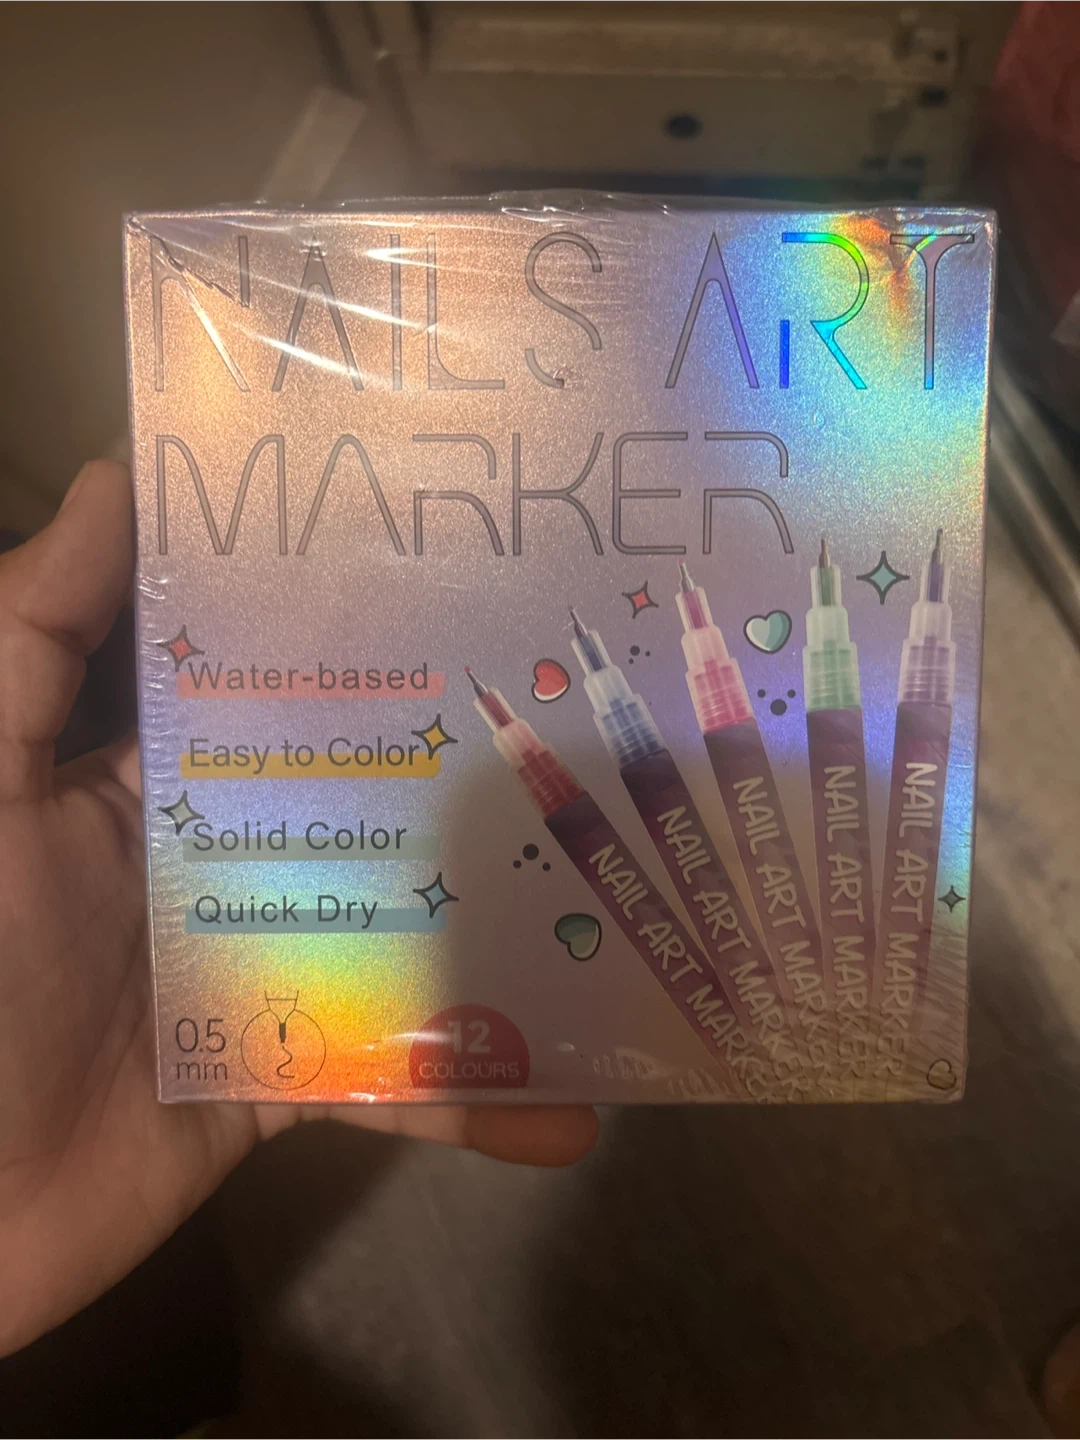 NAILS ART
MARKER
Water-based
Easy to Color
Solid Color
Quick Dry
0.5
mm
12
COLOURS
NAIL ART MARKER
NAIL ART MARKER
NAIL ART MARKER
NAIL ART MARKER
NAIL ART MARKER